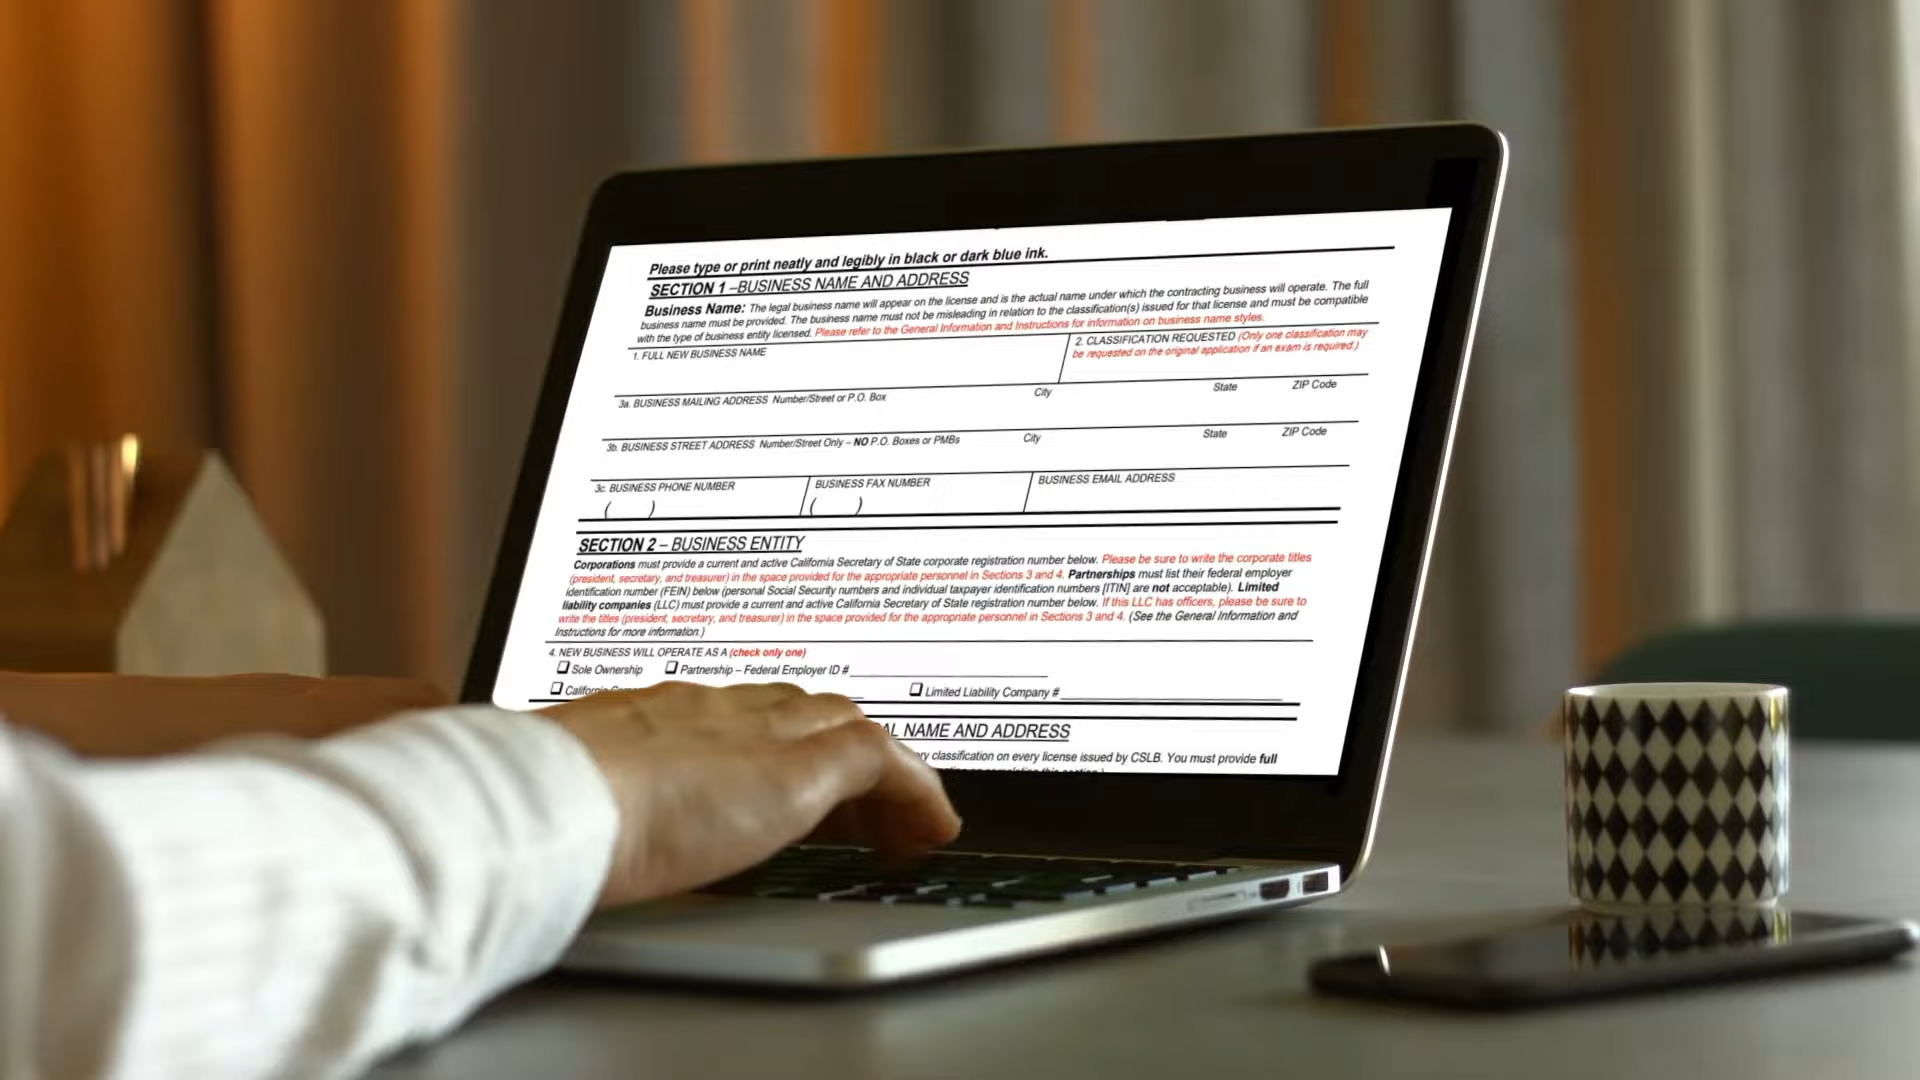 Please type or print neatly and legibly in black or dark blue ink.
SECTION 1 –BUSINESS NAME AND ADDRESS
Business Name: The legal business name will appear on the license and is the actual name under which the contracting business will operate. The full
business name must be provided. The business name must not be misleading in relation to the classification(s) issued for that license and must be compatible
with the type of business entity licensed. Please refer to the General Information and Instructions for information on business name styles.
1. FULL NEW BUSINESS NAME
2. CLASSIFICATION REQUESTED (Only one classification may
be requested on the original application if an exam is required.)
3a. BUSINESS MAILING ADDRESS Number/Street or P.O. Box City State ZIP Code
3b. BUSINESS STREET ADDRESS Number/Street Only – NO P.O. Boxes or PMBs City State ZIP Code
3c. BUSINESS PHONE NUMBER BUSINESS FAX NUMBER BUSINESS EMAIL ADDRESS
( ) ( )
SECTION 2 – BUSINESS ENTITY
Corporations must provide a current and active California Secretary of State corporate registration number below. Please be sure to write the corporate titles
(president, secretary, and treasurer) in the space provided for the appropriate personnel in Sections 3 and 4. Partnerships must list their federal employer
identification number (FEIN) below (personal Social Security numbers and individual taxpayer identification numbers [ITIN] are not acceptable). Limited
liability companies (LLC) must provide a current and active California Secretary of State registration number below. If this LLC has officers, please be sure to
write the titles (president, secretary, and treasurer) in the space provided for the appropriate personnel in Sections 3 and 4. (See the General Information and
Instructions for more information.)
4. NEW BUSINESS WILL OPERATE AS A (check only one)
Sole Ownership Partnership – Federal Employer ID #
California Limited Liability Company #
NAME AND ADDRESS
classification on every license issued by CSLB. You must provide full